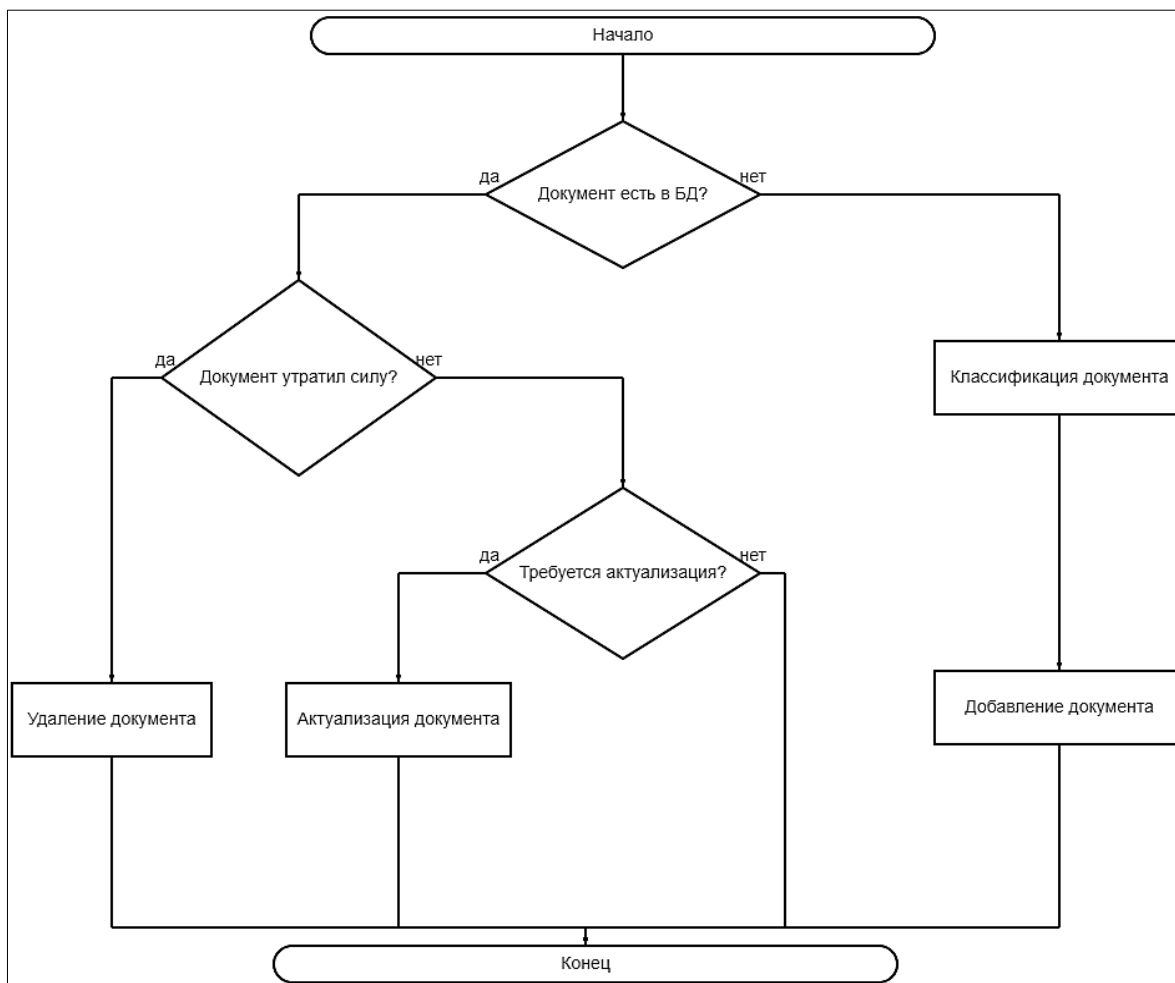 Начало
да
нет
Документ есть в БД?
да
нет
Документ утратил силу?
Классификация документа
да
нет
Требуется актуализация?
Удаление документа
Актуализация документа
Добавление документа
Конец